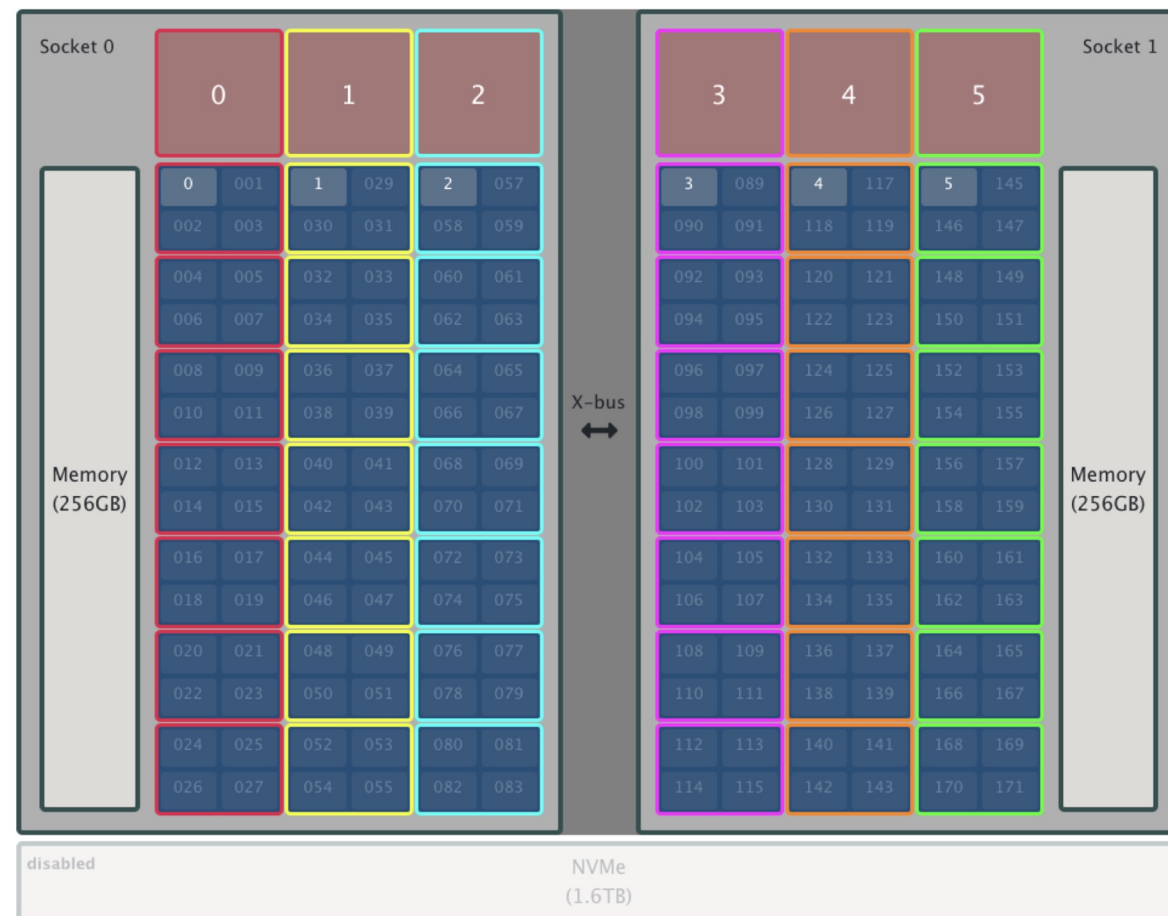 Socket 0
0 1 2
3 4 5
Socket 1
0 001 1 029 2 057
3 089 4 117 5 145
002 003 030 031 058 059
090 091 118 119 146 147
004 005 032 033 060 061
092 093 120 121 148 149
006 007 034 035 062 063
094 095 122 123 150 151
008 009 036 037 064 065
096 097 124 125 152 153
010 011 038 039 066 067
098 099 126 127 154 155
X-bus
012 013 040 041 068 069
100 101 128 129 156 157
Memory
(256GB)
Memory
(256GB)
014 015 042 043 070 071
102 103 130 131 158 159
016 017 044 045 072 073
104 105 132 133 160 161
018 019 046 047 074 075
106 107 134 135 162 163
020 021 048 049 076 077
108 109 136 137 164 165
022 023 050 051 078 079
110 111 138 139 166 167
024 025 052 053 080 081
112 113 140 141 168 169
026 027 054 055 082 083
114 115 142 143 170 171
disabled
NVMe
(1.6TB)